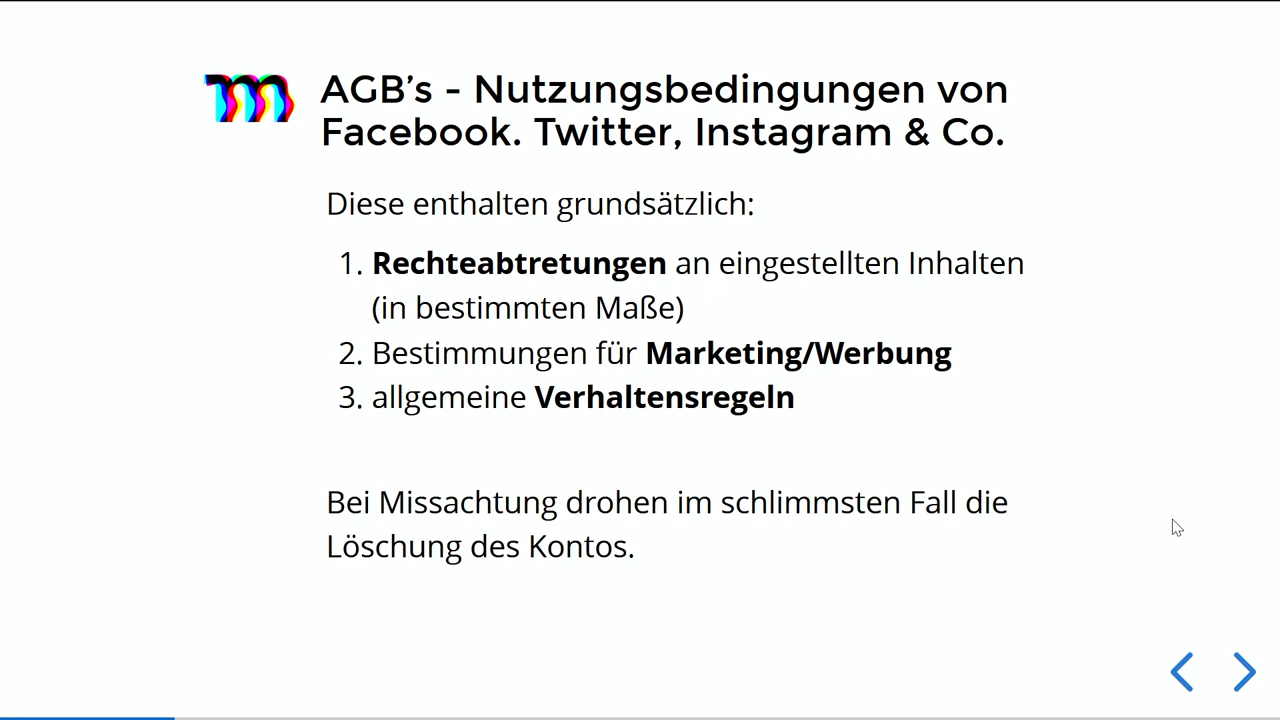 m
AGB’s - Nutzungsbedingungen von
Facebook. Twitter, Instagram & Co.
Diese enthalten grundsätzlich:
1. Rechteabtretungen an eingestellten Inhalten
(in bestimmten Maße)
2. Bestimmungen für Marketing/Werbung
3. allgemeine Verhaltensregeln
Bei Missachtung drohen im schlimmsten Fall die
Löschung des Kontos.